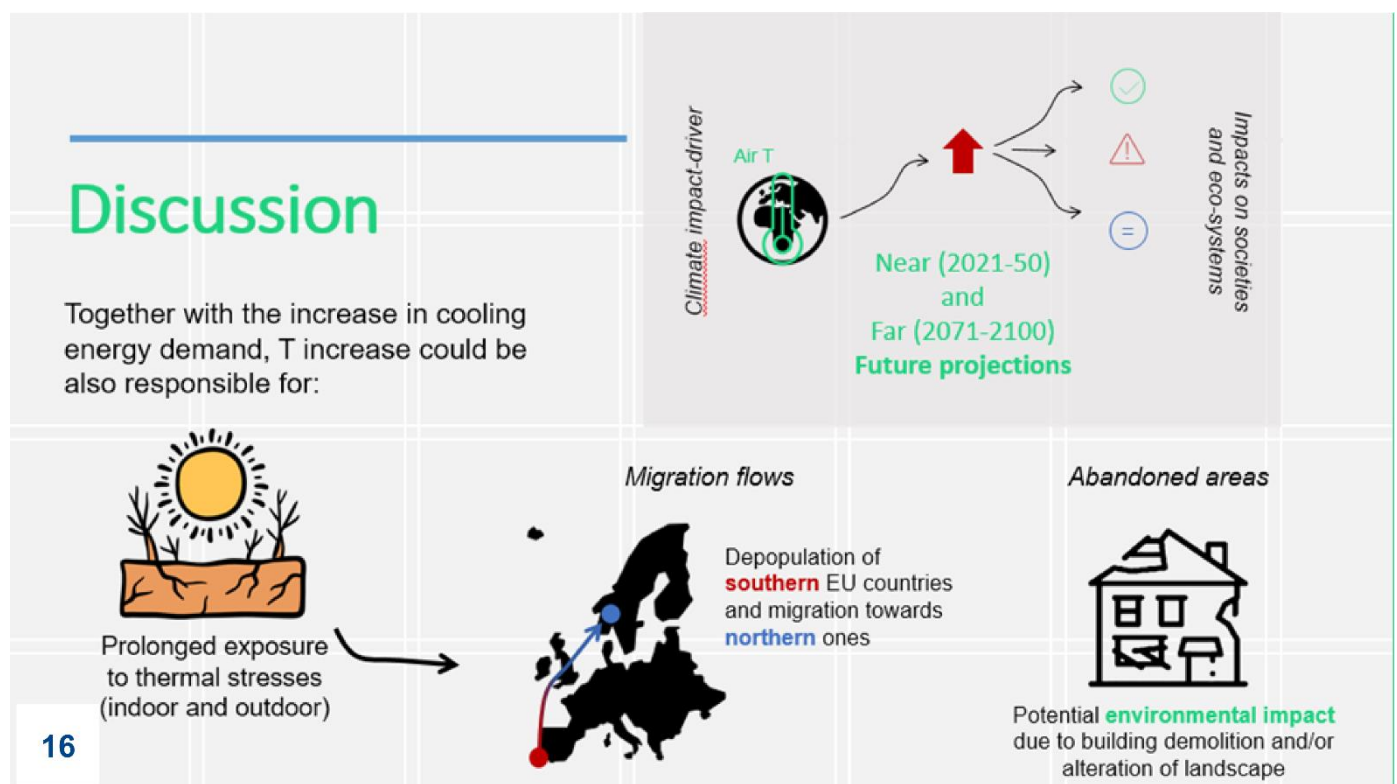 Discussion
Together with the increase in cooling
energy demand, T increase could be
also responsible for:
Climate impact-driver
Air T
Near (2021-50)
and
Far (2071-2100)
Future projections
=
Impacts on societies
and eco-systems
Prolonged exposure
to thermal stresses
(indoor and outdoor)
Migration flows
Depopulation of
southern EU countries
and migration towards
northern ones
Abandoned areas
Potential environmental impact
due to building demolition and/or
alteration of landscape
16